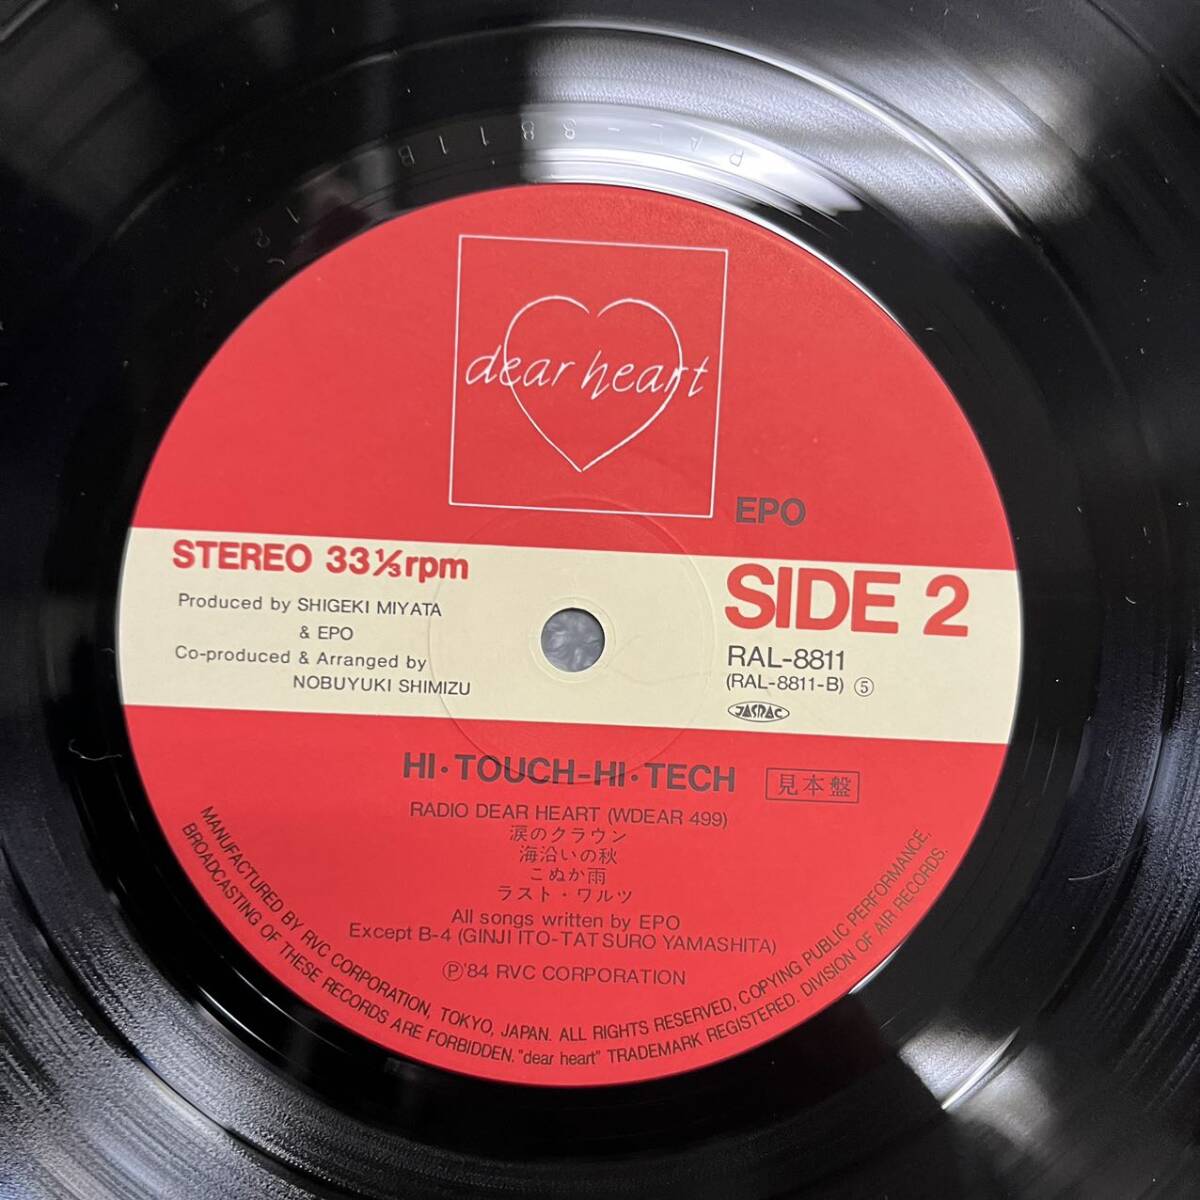 RAL-8811B
dear heart
EPO
STEREO 33⅓rpm
SIDE 2
Produced by SHIGEKI MIYATA
& EPO
Co-produced & Arranged by
NOBUYUKI SHIMIZU
RAL-8811
(RAL-8811-B) ⑤
JASRAC
HI・TOUCH-HI・TECH
見本盤
RADIO DEAR HEART (WDEAR 499)
涙のクラウン
海沿いの秋
こぬか雨
ラスト・ワルツ
All songs written by EPO
Except B-4 (GINJI ITO-TATSURO YAMASHITA)
Ⓟ'84 RVC CORPORATION
MANUFACTURED BY RVC CORPORATION, TOKYO, JAPAN. ALL RIGHTS RESERVED, COPYING PUBLIC PERFORMANCE,
BROADCASTING OF THESE RECORDS ARE FORBIDDEN. "dear heart" TRADEMARK REGISTERED. DIVISION OF AIR RECORDS.